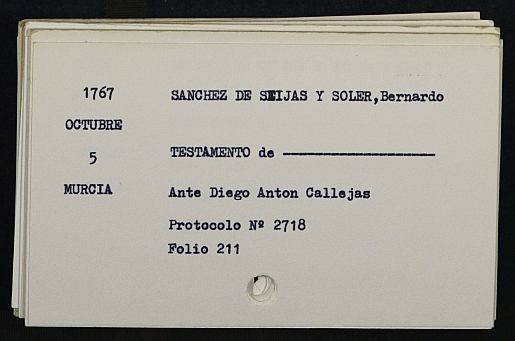 1767 SANCHEZ DE SEIJAS Y SOLER,Bernardo
OCTUBRE
5 TESTAMENTO de ----------------------
MURCIA Ante Diego Anton Callejas
Protocolo Nº 2718
Folio 211